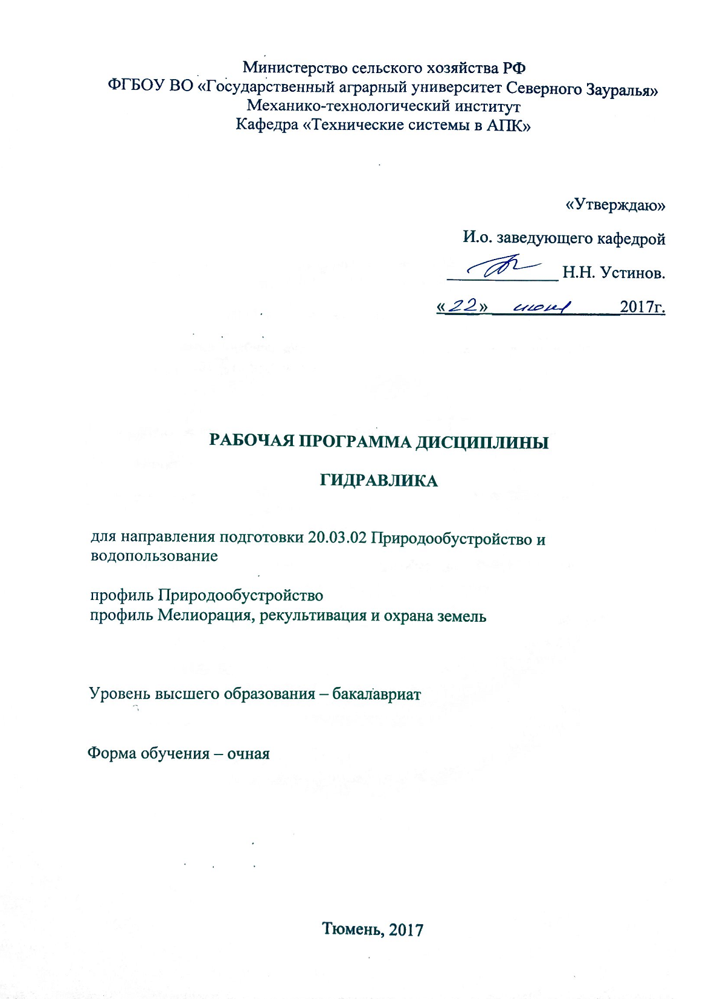 Министерство сельского хозяйства РФ
ФГБОУ ВО «Государственный аграрный университет Северного Зауралья»
Механико-технологический институт
Кафедра «Технические системы в АПК»
«Утверждаю»
И.о. заведующего кафедрой
Н.Н. Устинов.
«22» июня 2017г.
РАБОЧАЯ ПРОГРАММА ДИСЦИПЛИНЫ
ГИДРАВЛИКА
для направления подготовки 20.03.02 Природообустройство и
водопользование
профиль Природообустройство
профиль Мелиорация, рекультивация и охрана земель
Уровень высшего образования – бакалавриат
Форма обучения – очная
Тюмень, 2017